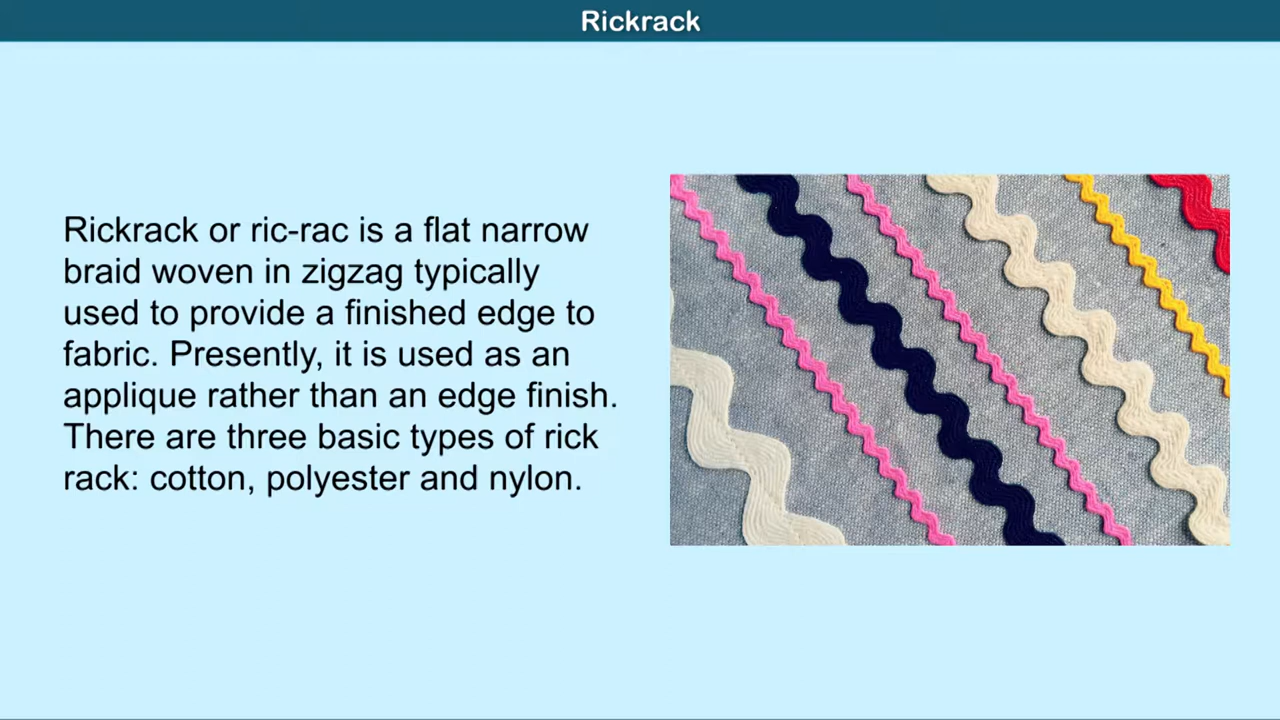 Rickrack
Rickrack or ric-rac is a flat narrow
braid woven in zigzag typically
used to provide a finished edge to
fabric. Presently, it is used as an
applique rather than an edge finish.
There are three basic types of rick
rack: cotton, polyester and nylon.